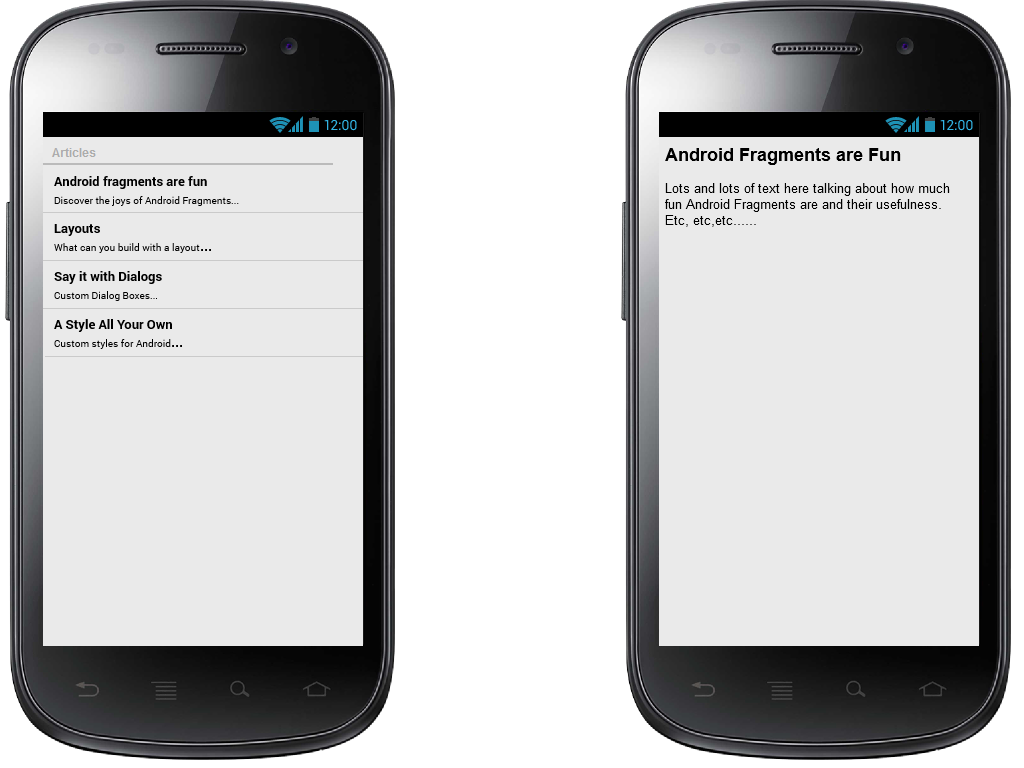 12:00
Articles
Android fragments are fun
Discover the joys of Android Fragments...
Layouts
What can you build with a layout...
Say it with Dialogs
Custom Dialog Boxes...
A Style All Your Own
Custom styles for Android...
12:00
Android Fragments are Fun
Lots and lots of text here talking about how much
fun Android Fragments are and their usefulness.
Etc, etc,etc......